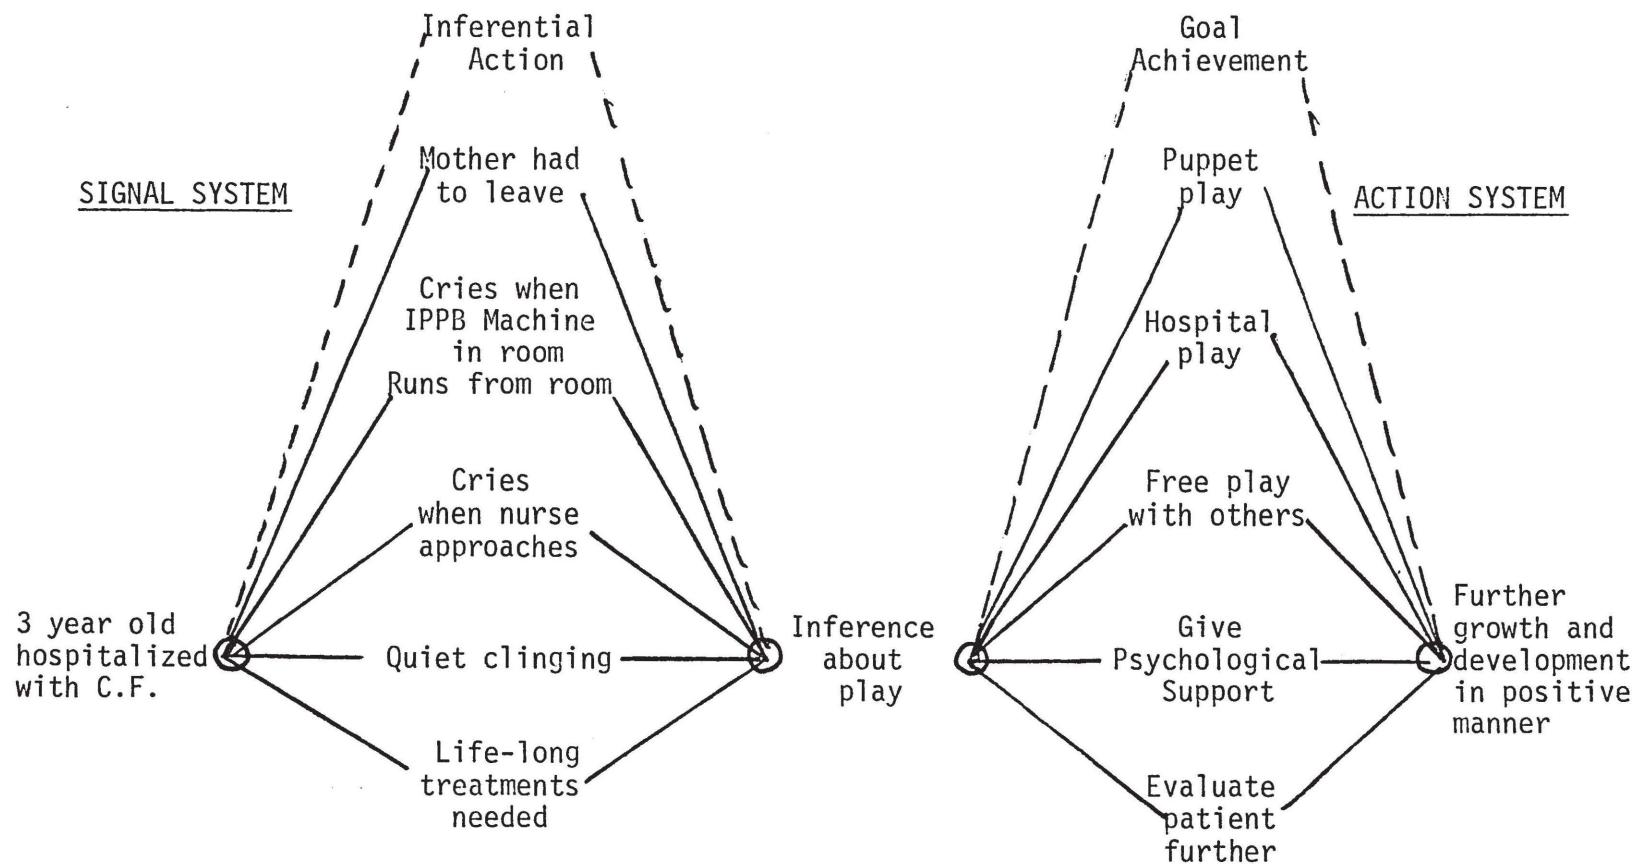 Inferential
Action
Goal
Achievement
SIGNAL SYSTEM
Mother had
to leave
Puppet
play
ACTION SYSTEM
Cries when
IPPB Machine
in room
Runs from room
Hospital
play
Cries
when nurse
approaches
Free play
with others
3 year old
hospitalized
with C.F.
Quiet clinging
Inference
about
play
Give
Psychological
Support
Further
growth and
development
in positive
manner
Life-long
treatments
needed
Evaluate
patient
further